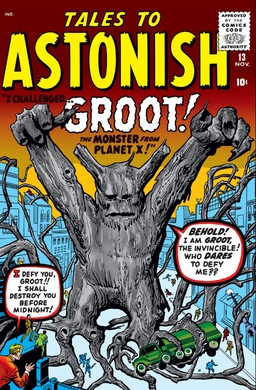 IND.
TALES TO
ASTONISH
APPROVED
BY THE
COMICS
CODE
AUTHORITY
13
NOV.
10¢
"I CHALLENGED
GROOT!
THE MONSTER FROM
PLANET X!"
BEHOLD!
I AM GROOT,
THE INVINCIBLE!
WHO DARES
TO DEFY
ME??
I DEFY YOU,
GROOT!!
I SHALL
DESTROY YOU
BEFORE
MIDNIGHT!